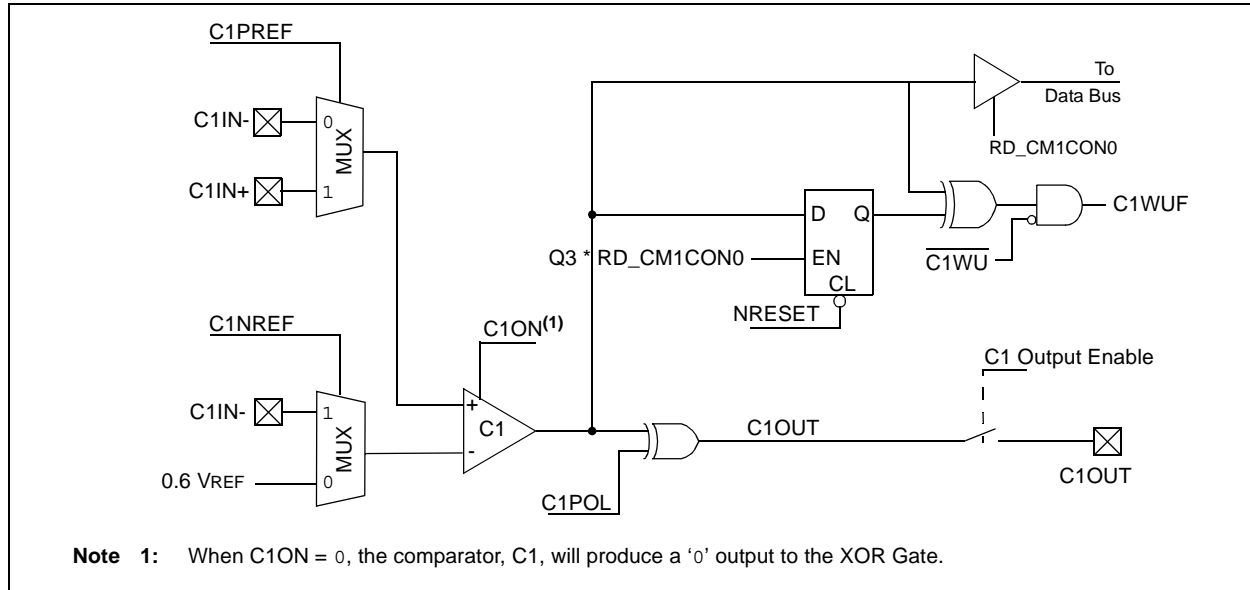 C1PREF
C1IN-
0
MUX
C1IN+
1
To
Data Bus
RD_CM1CON0
D Q
Q3 * RD_CM1CON0
EN
CL
NRESET
C1WU
C1WUF
C1NREF
C1ON(1)
C1IN-
1
MUX
0.6 VREF
0
+
C1
-
C1POL
C1OUT
C1 Output Enable
C1OUT
Note 1: When C1ON = 0, the comparator, C1, will produce a ‘0’ output to the XOR Gate.